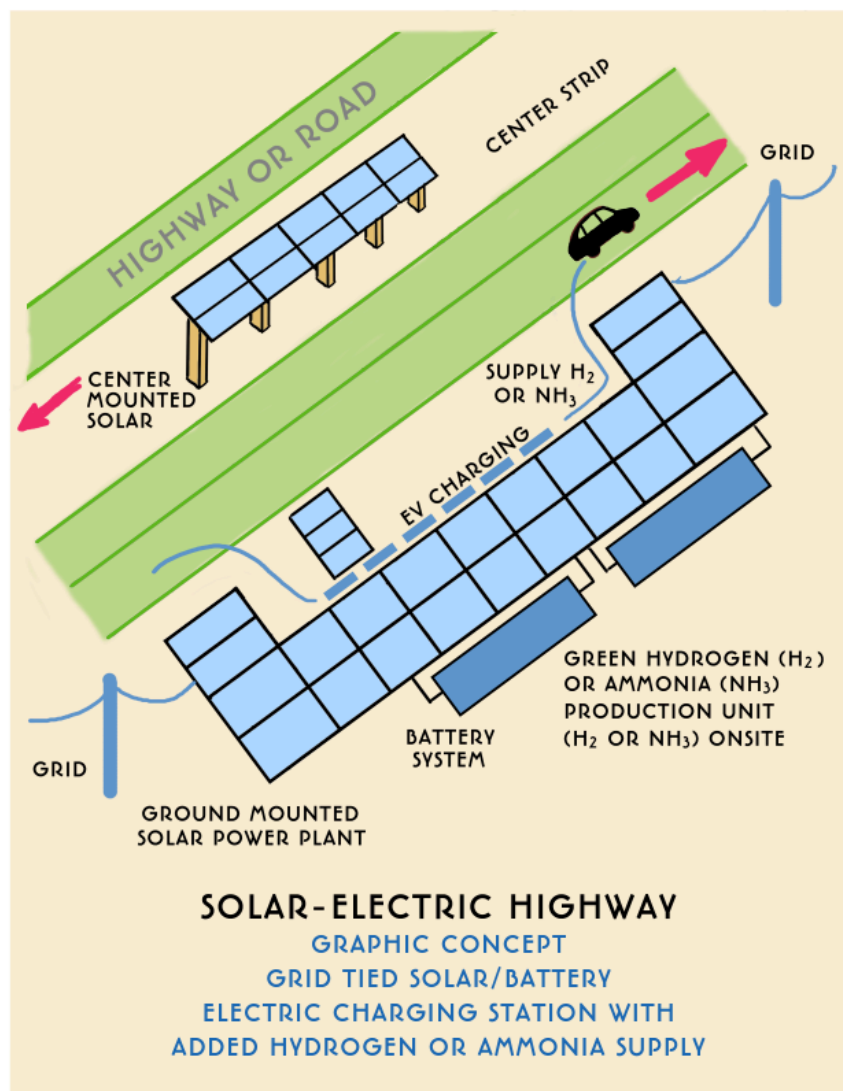 HIGHWAY OR ROAD
CENTER STRIP
GRID
CENTER
MOUNTED
SOLAR
SUPPLY H₂
OR NH₃
EV CHARGING
GREEN HYDROGEN (H₂)
OR AMMONIA (NH₃)
PRODUCTION UNIT
(H₂ OR NH₃) ONSITE
BATTERY
SYSTEM
GRID
GROUND MOUNTED
SOLAR POWER PLANT
SOLAR-ELECTRIC HIGHWAY
GRAPHIC CONCEPT
GRID TIED SOLAR/BATTERY
ELECTRIC CHARGING STATION WITH
ADDED HYDROGEN OR AMMONIA SUPPLY